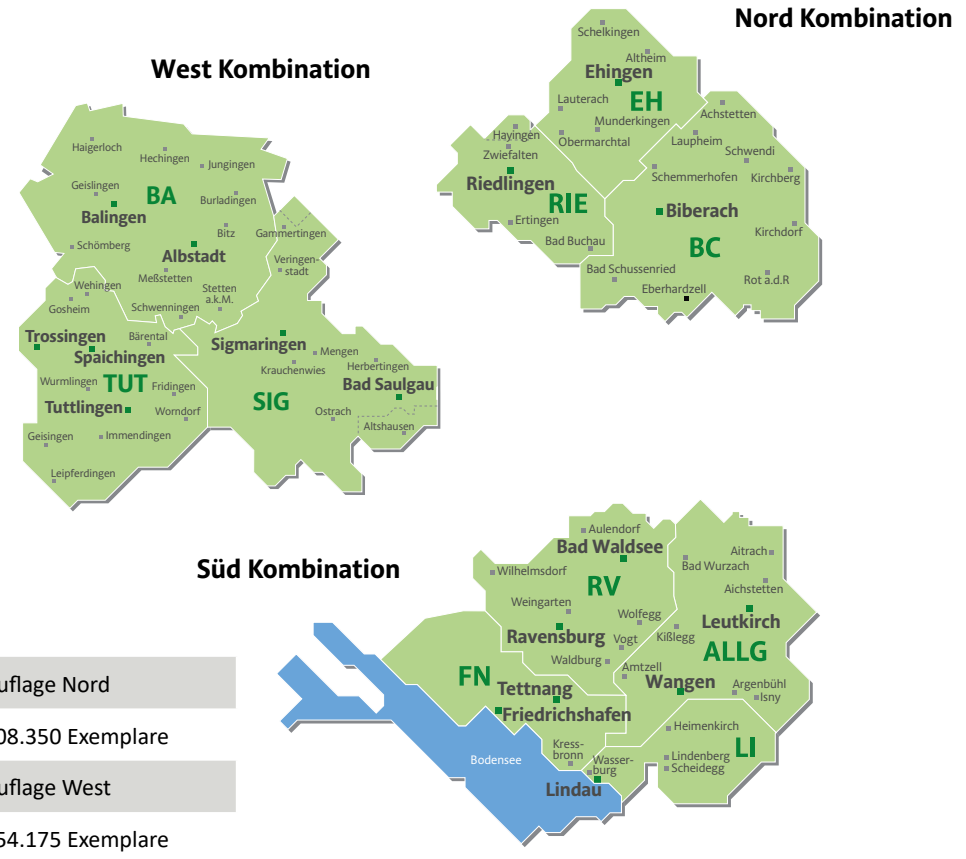 Nord Kombination
Schelkingen
Altheim
Ehingen
EH
Lauterach
Munderkingen
Obermarchtal
Achstetten
Laupheim
Schwendi
Schemmerhofen
Kirchberg
Hayingen
Zwiefalten
Riedlingen
RIE
Ertingen
Bad Buchau
Biberach
BC
Kirchdorf
Bad Schussenried
Eberhardzell
Rot a.d.R
West Kombination
Haigerloch
Hechingen
Jungingen
Geislingen
BA
Burladingen
Balingen
Bitz
Gammertingen
Schömberg
Albstadt
Veringen-
stadt
Meßstetten
Wehingen
Stetten
a.k.M.
Gosheim
Schwenningen
Trossingen
Bärental
Spaichingen
Sigmaringen
Mengen
Herbertingen
Krauchenwies
Wurmlingen
TUT
Fridingen
Bad Saulgau
Tuttlingen
Worndorf
SIG
Ostrach
Altshausen
Geisingen
Immendingen
Leipferdingen
Süd Kombination
Aulendorf
Bad Waldsee
Wilhelmsdorf
RV
Weingarten
Wolfegg
Ravensburg
Vogt
Waldburg
Aitrach
Bad Wurzach
Aichstetten
Leutkirch
Kißlegg
ALLG
Amtzell
Wangen
Argenbühl
Isny
FN
Tettnang
Friedrichshafen
Kress-
bronn
Wasser-
burg
Bodensee
Lindau
Heimenkirch
Lindenberg
Scheidegg
LI
uflage Nord
08.350 Exemplare
uflage West
54.175 Exemplare